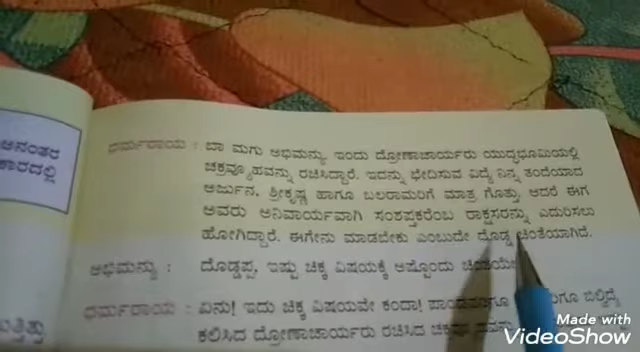 ಅನಂತರ
ಕಾರದಲ್ಲಿ
ಧರ್ಮರಾಯ : ಬಾ ಮಗು ಅಭಿಮನ್ಯು. ಇಂದು ದ್ರೋಣಾಚಾರ್ಯರು ಯುದ್ಧಭೂಮಿಯಲ್ಲಿ
ಚಕ್ರವ್ಯೂಹವನ್ನು ರಚಿಸಿದ್ದಾರೆ. ಇದನ್ನು ಭೇದಿಸುವ ವಿದ್ಯೆ ನಿನ್ನ ತಂದೆಯಾದ
ಅರ್ಜುನ, ಶ್ರೀಕೃಷ್ಣ ಹಾಗೂ ಬಲರಾಮರಿಗೆ ಮಾತ್ರ ಗೊತ್ತು. ಆದರೆ ಈಗ
ಅವರು ಅನಿವಾರ್ಯವಾಗಿ ಸಂಶಪ್ತಕರೆಂಬ ರಾಕ್ಷಸರನ್ನು ಎದುರಿಸಲು
ಹೋಗಿದ್ದಾರೆ. ಈಗೇನು ಮಾಡಬೇಕು ಎಂಬುದೇ ದೊಡ್ಡ ಚಿಂತೆಯಾಗಿದೆ.
ಅಭಿಮನ್ಯು : ದೊಡ್ಡಪ್ಪ, ಇಷ್ಟು ಚಿಕ್ಕ ವಿಷಯಕ್ಕೆ ಅಷ್ಟೊಂದು
ಧರ್ಮರಾಯ : ಏನು! ಇದು ಚಿಕ್ಕ ವಿಷಯವೇ ಕಂದಾ! ಬಿಲ್ವಿದ್ಯೆ
ಕಲಿಸಿದ ದ್ರೋಣಾಚಾರ್ಯರು ರಚಿಸಿದ
Made with
VideoShow